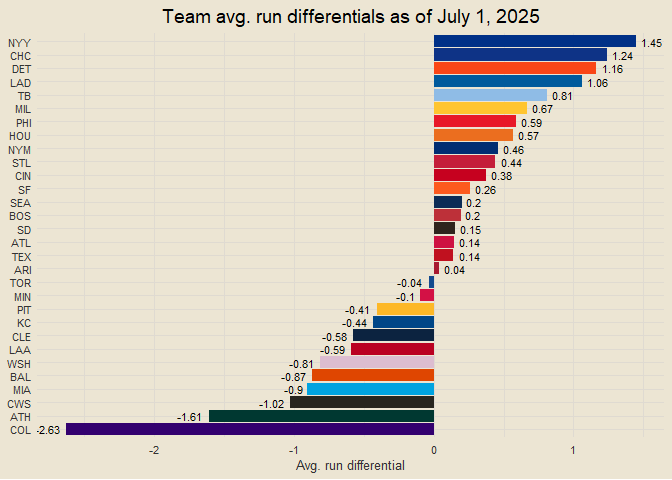 Team avg. run differentials as of July 1, 2025
NYY 1.45
CHC 1.24
DET 1.16
LAD 1.06
TB 0.81
MIL 0.67
PHI 0.59
HOU 0.57
NYM 0.46
STL 0.44
CIN 0.38
SF 0.26
SEA 0.2
BOS 0.2
SD 0.15
ATL 0.14
TEX 0.14
ARI 0.04
TOR -0.04
MIN -0.1
PIT -0.41
KC -0.44
CLE -0.58
LAA -0.59
WSH -0.81
BAL -0.87
MIA -0.9
CWS -1.02
ATH -1.61
COL -2.63
-2 -1 0 1
Avg. run differential